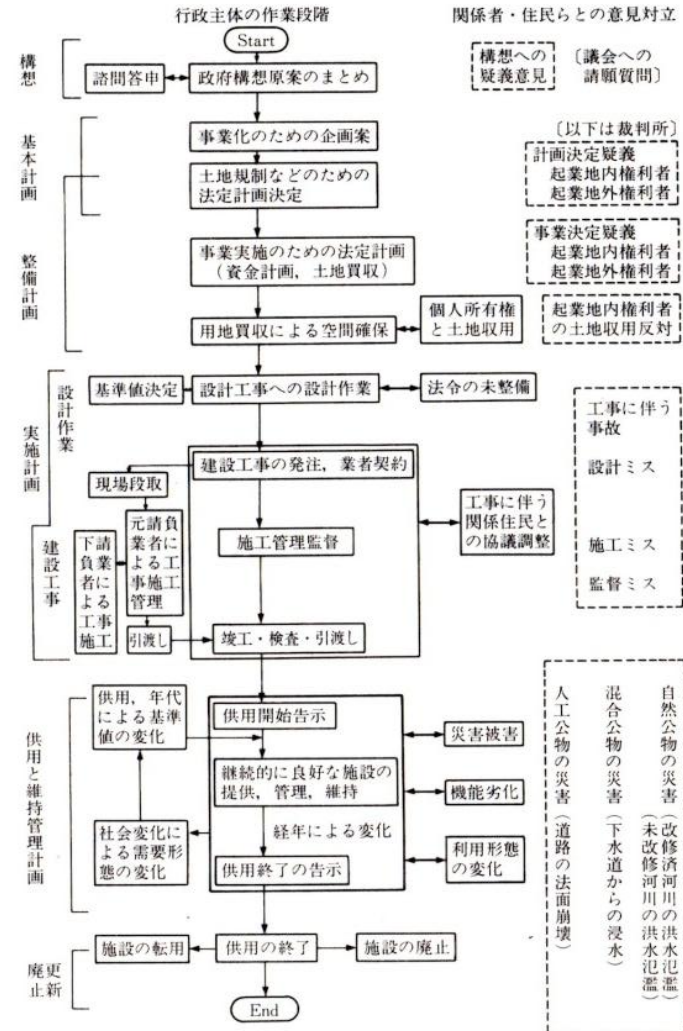 行政主体の作業段階
関係者・住民らとの意見対立
構想
Start
諮問答申
政府構想原案のまとめ
構想への
疑義意見
〔議会への
請願質問〕
基本計画
事業化のための企画案
土地規制などのための
法定計画決定
〔以下は裁判所〕
計画決定疑義
起業地内権利者
起業地外権利者
整備計画
事業実施のための法定計画
(資金計画,土地買収)
事業決定疑義
起業地内権利者
起業地外権利者
用地買収による空間確保
個人所有権
と土地収用
起業地内権利者
の土地収用反対
実施計画
設計作業
基準値決定
設計工事への設計作業
法令の未整備
工事に伴う
事故
設計ミス
施工ミス
監督ミス
建設工事
建設工事の発注,業者契約
現場段取
元請負
業者に
よる工
事施工
管理
下請
負業
者に
よる
工事
施工
引渡し
施工管理監督
竣工・検査・引渡し
工事に伴う
関係住民と
の協議調整
供用と維持管理計画
供用,年代
による基準
値の変化
社会変化に
よる需要形
態の変化
供用開始告示
継続的に良好な施設の
提供,管理,維持
経年による変化
供用終了の告示
災害被害
機能劣化
利用形態
の変化
自然公物の災害(改修済河川の洪水氾濫)
(未改修河川の洪水氾濫)
混合公物の災害(下水道からの浸水)
人工公物の災害(道路の法面崩壊)
更新
廃止
施設の転用
供用の終了
施設の廃止
End